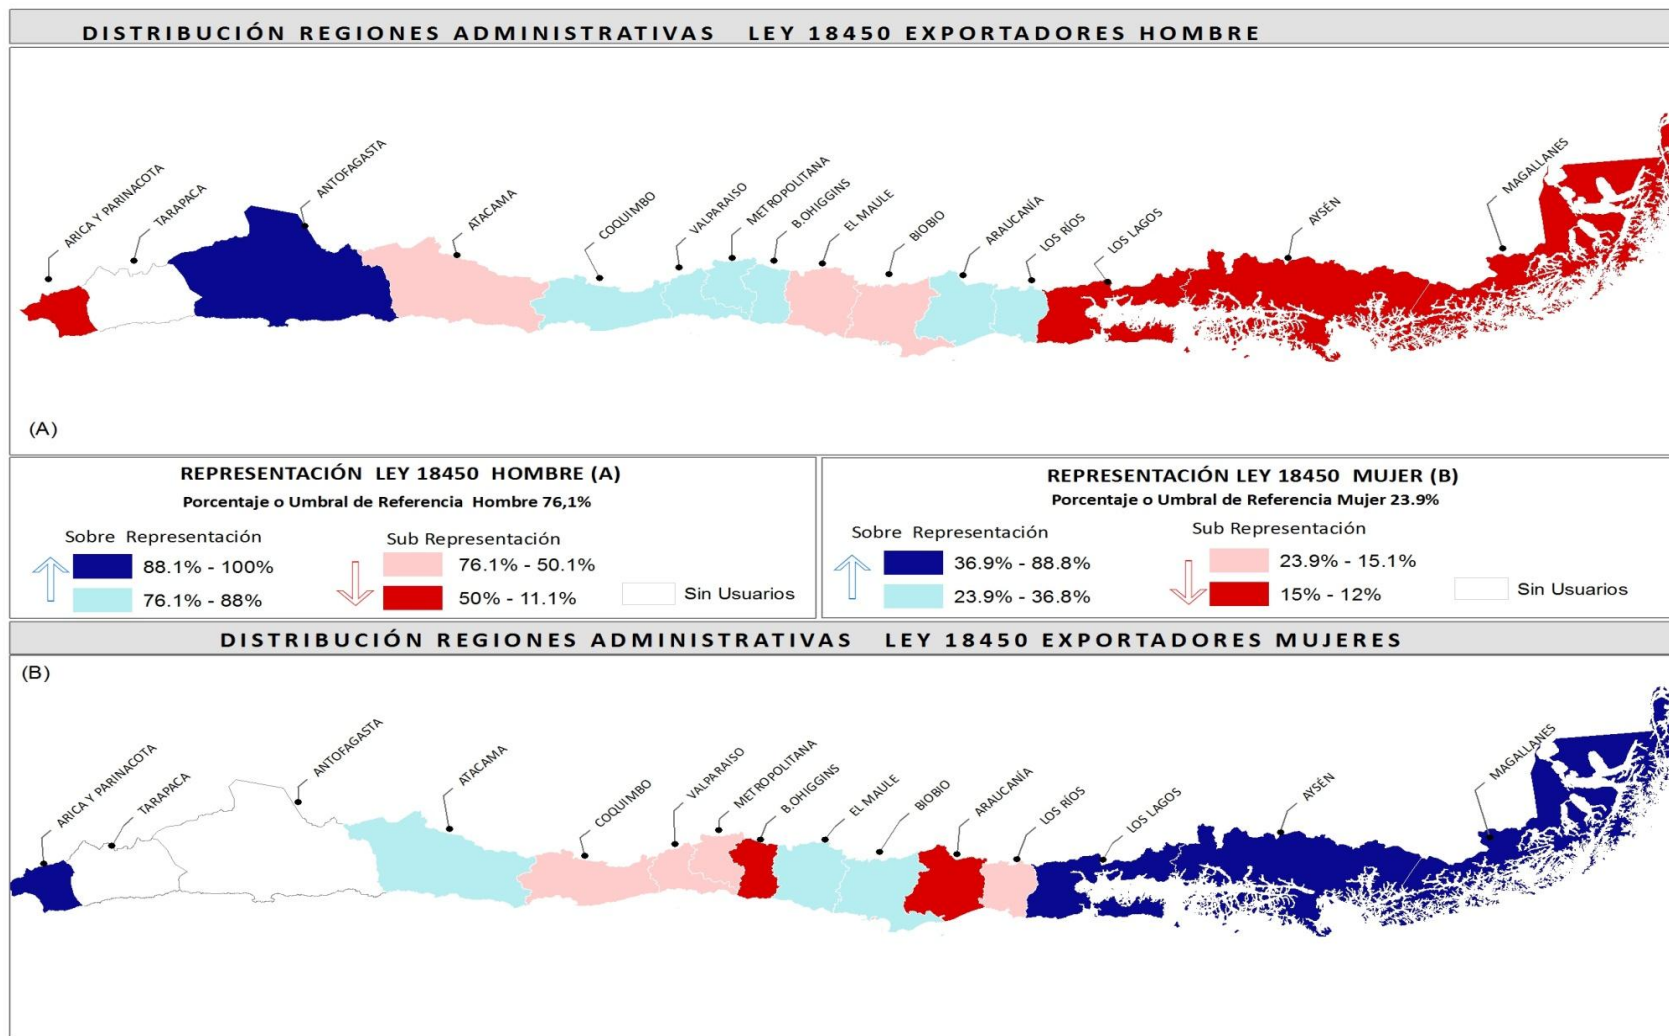 DISTRIBUCIÓN REGIONES ADMINISTRATIVAS LEY 18450 EXPORTADORES HOMBRE
ARICA Y PARINACOTA
TARAPACA
ANTOFAGASTA
ATACAMA
COQUIMBO
VALPARAISO
METROPOLITANA
B.OHIGGINS
EL MAULE
BIOBIO
ARAUCANÍA
LOS RÍOS
LOS LAGOS
AYSÉN
MAGALLANES
(A)
REPRESENTACIÓN LEY 18450 HOMBRE (A)
Porcentaje o Umbral de Referencia Hombre 76,1%
Sobre Representación
88.1% - 100%
76.1% - 88%
Sub Representación
76.1% - 50.1%
50% - 11.1%
Sin Usuarios
REPRESENTACIÓN LEY 18450 MUJER (B)
Porcentaje o Umbral de Referencia Mujer 23.9%
Sobre Representación
36.9% - 88.8%
23.9% - 36.8%
Sub Representación
23.9% - 15.1%
15% - 12%
Sin Usuarios
DISTRIBUCIÓN REGIONES ADMINISTRATIVAS LEY 18450 EXPORTADORES MUJERES
(B)
ARICA Y PARINACOTA
TARAPACA
ANTOFAGASTA
ATACAMA
COQUIMBO
VALPARAISO
METROPOLITANA
B.OHIGGINS
EL MAULE
BIOBIO
ARAUCANÍA
LOS RÍOS
LOS LAGOS
AYSÉN
MAGALLANES